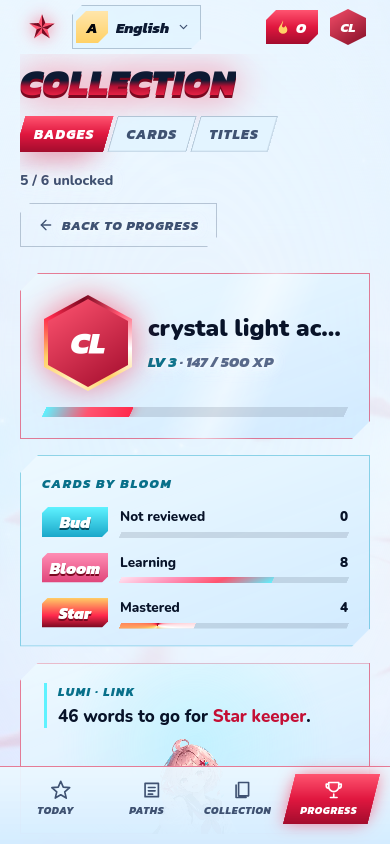 A English 0 CL
COLLECTION
BADGES CARDS TITLES
5 / 6 unlocked
BACK TO PROGRESS
CL
crystal light ac...
LV 3 · 147 / 500 XP
CARDS BY BLOOM
Bud Not reviewed 0
Bloom Learning 8
Star Mastered 4
LUMI · LINK
46 words to go for Star keeper.
TODAY PATHS COLLECTION PROGRESS